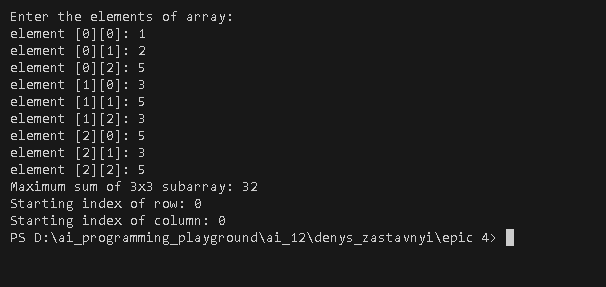 Enter the elements of array:
element [0][0]: 1
element [0][1]: 2
element [0][2]: 5
element [1][0]: 3
element [1][1]: 5
element [1][2]: 3
element [2][0]: 5
element [2][1]: 3
element [2][2]: 5
Maximum sum of 3x3 subarray: 32
Starting index of row: 0
Starting index of column: 0
PS D:\ai_programming_playground\ai_12\denys_zastavnyi\epic 4>